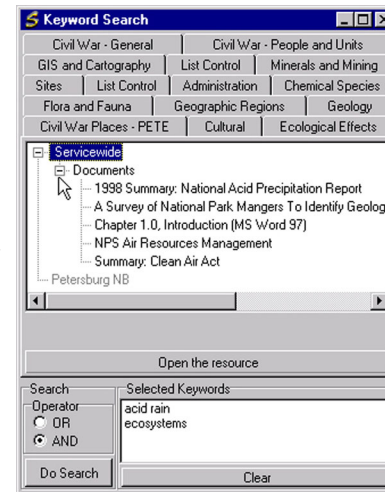 Keyword Search
Civil War - General Civil War - People and Units
GIS and Cartography List Control Minerals and Mining
Sites List Control Administration Chemical Species
Flora and Fauna Geographic Regions Geology
Civil War Places - PETE Cultural Ecological Effects
Servicewide
Documents
1998 Summary: National Acid Precipitation Report
A Survey of National Park Mangers To Identify Geolog
Chapter 1.0, Introduction (MS Word 97)
NPS Air Resources Management
Summary: Clean Air Act
Petersburg NB
Open the resource
Search Selected Keywords
Operator
OR
AND
acid rain
ecosystems
Do Search Clear